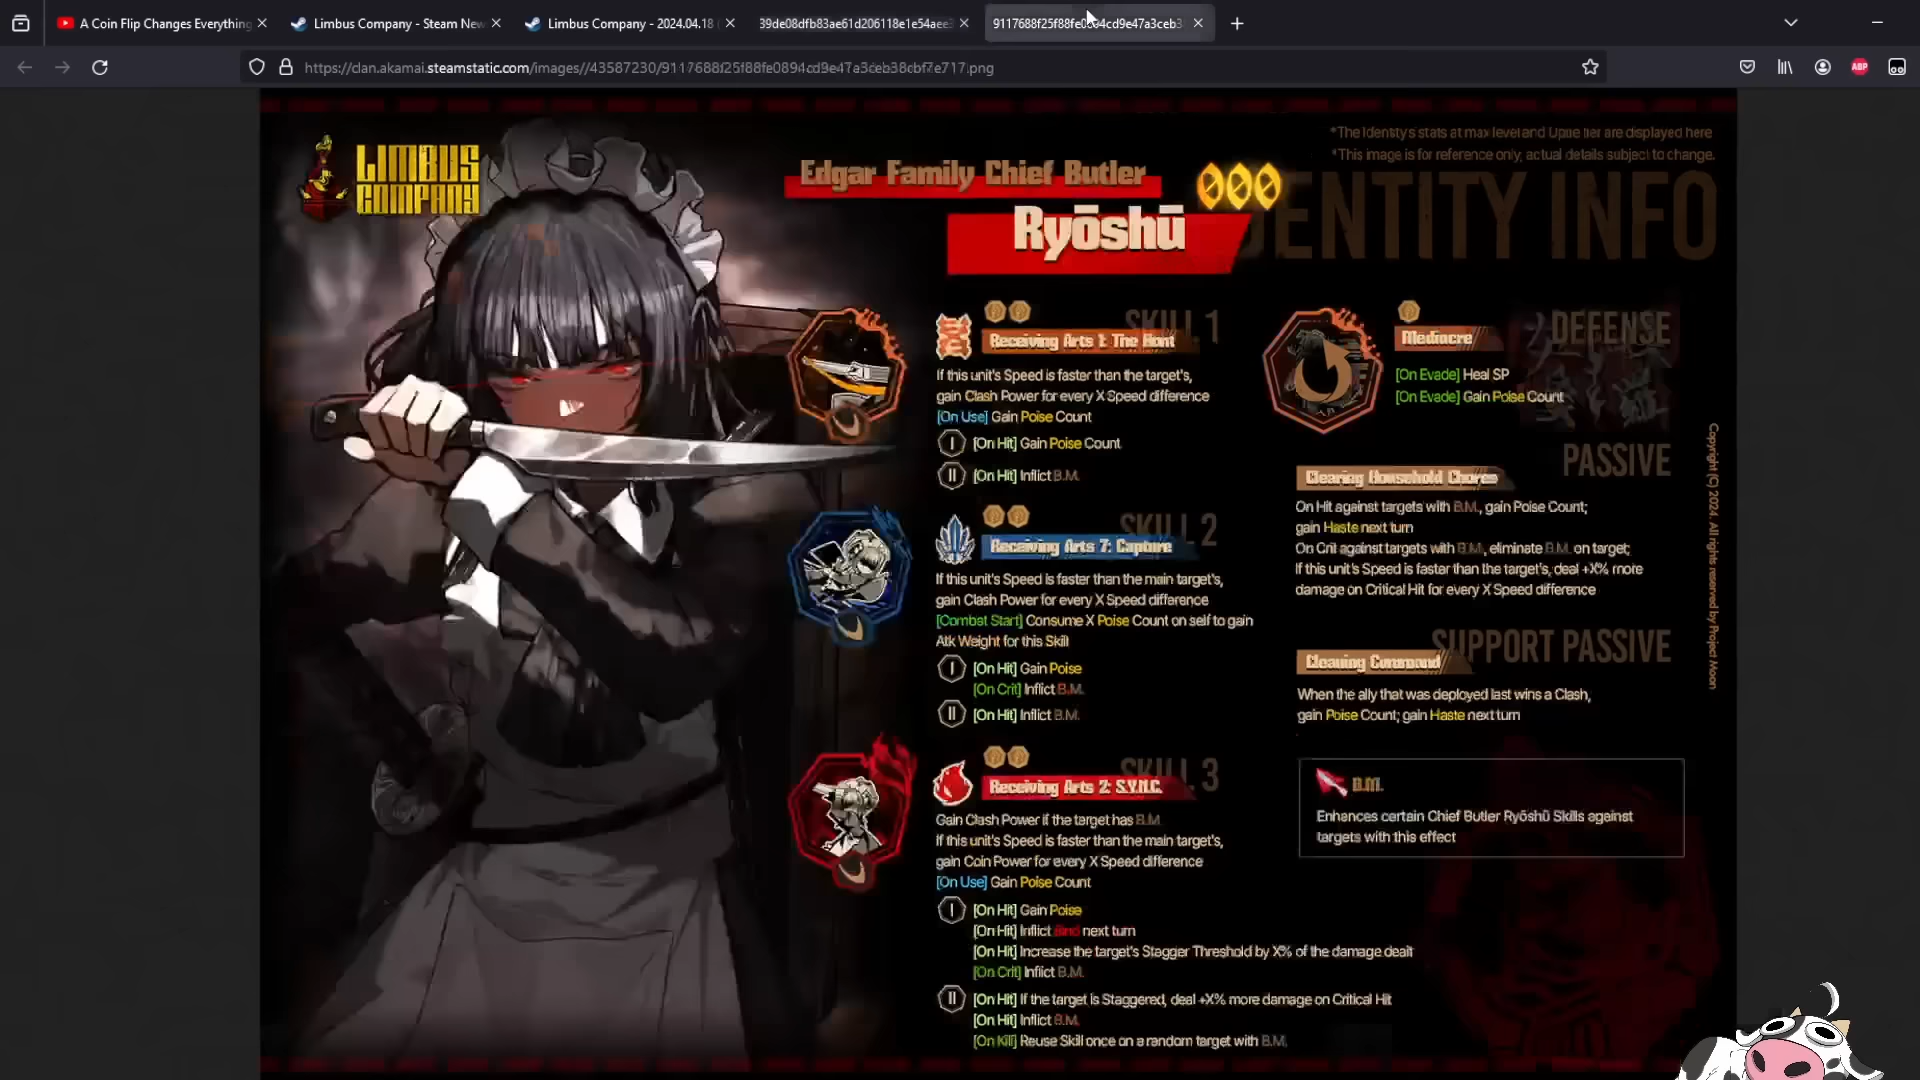 A Coin Flip Changes Everything
Limbus Company - Steam New
Limbus Company - 2024.04.18
39de08dfb83ae61d206118e1e54aee
https://clan.akamai.steamstatic.com/images//43587230/9117688f25f88fe0894cd9e47a3ceb38cbf7e717.png
LIMBUS
COMPANY
*The Identity's stats at max level and Uptie tier are displayed here
*This image is for reference only; actual details subject to change.
Edgar Family Chief Butler
000
Ryōshū
IDENTITY INFO
SKILL 1
Receiving Arts 1: The Hunt
If this unit's Speed is faster than the target's,
gain Clash Power for every X Speed difference
[On Use] Gain Poise Count
I [On Hit] Gain Poise Count
II [On Hit] Inflict B.M.
SKILL 2
Receiving Arts 7: Capture
If this unit's Speed is faster than the main target's,
gain Clash Power for every X Speed difference
[Combat Start] Consume X Poise Count on self to gain
Atk Weight for this Skill
I [On Hit] Gain Poise
[On Crit] Inflict B.M.
II [On Hit] Inflict B.M.
SKILL 3
Receiving Arts 2: S.Y.N.C.
Gain Clash Power if the target has B.M.
If this unit's Speed is faster than the main target's,
gain Coin Power for every X Speed difference
[On Use] Gain Poise Count
I [On Hit] Gain Poise
[On Hit] Inflict Bind next turn
[On Hit] Increase the target's Stagger Threshold by X% of the damage dealt
[On Crit] Inflict B.M.
II [On Hit] If the target is Staggered, deal +X% more damage on Critical Hit
[On Hit] Inflict B.M.
[On Kill] Reuse Skill once on a random target with B.M.
DEFENSE
Mediocre
[On Evade] Heal SP
[On Evade] Gain Poise Count
PASSIVE
Cleaning Household Chores
On Hit against targets with B.M., gain Poise Count;
gain Haste next turn
On Crit against targets with B.M., eliminate B.M. on target;
If this unit's Speed is faster than the target's, deal +X% more
damage on Critical Hit for every X Speed difference
SUPPORT PASSIVE
Cleaning Command
When the ally that was deployed last wins a Clash,
gain Poise Count; gain Haste next turn
B.M.
Enhances certain Chief Butler Ryōshū Skills against
targets with this effect
Copyright (C) 2024. All rights reserved by Project Moon
ABP